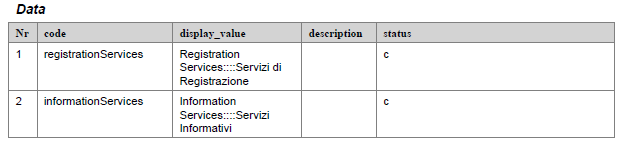 Data
Nr code display_value description status
1 registrationServices Registration c
Services::::Servizi di
Registrazione
2 informationServices Information c
Services::::Servizi
Informativi